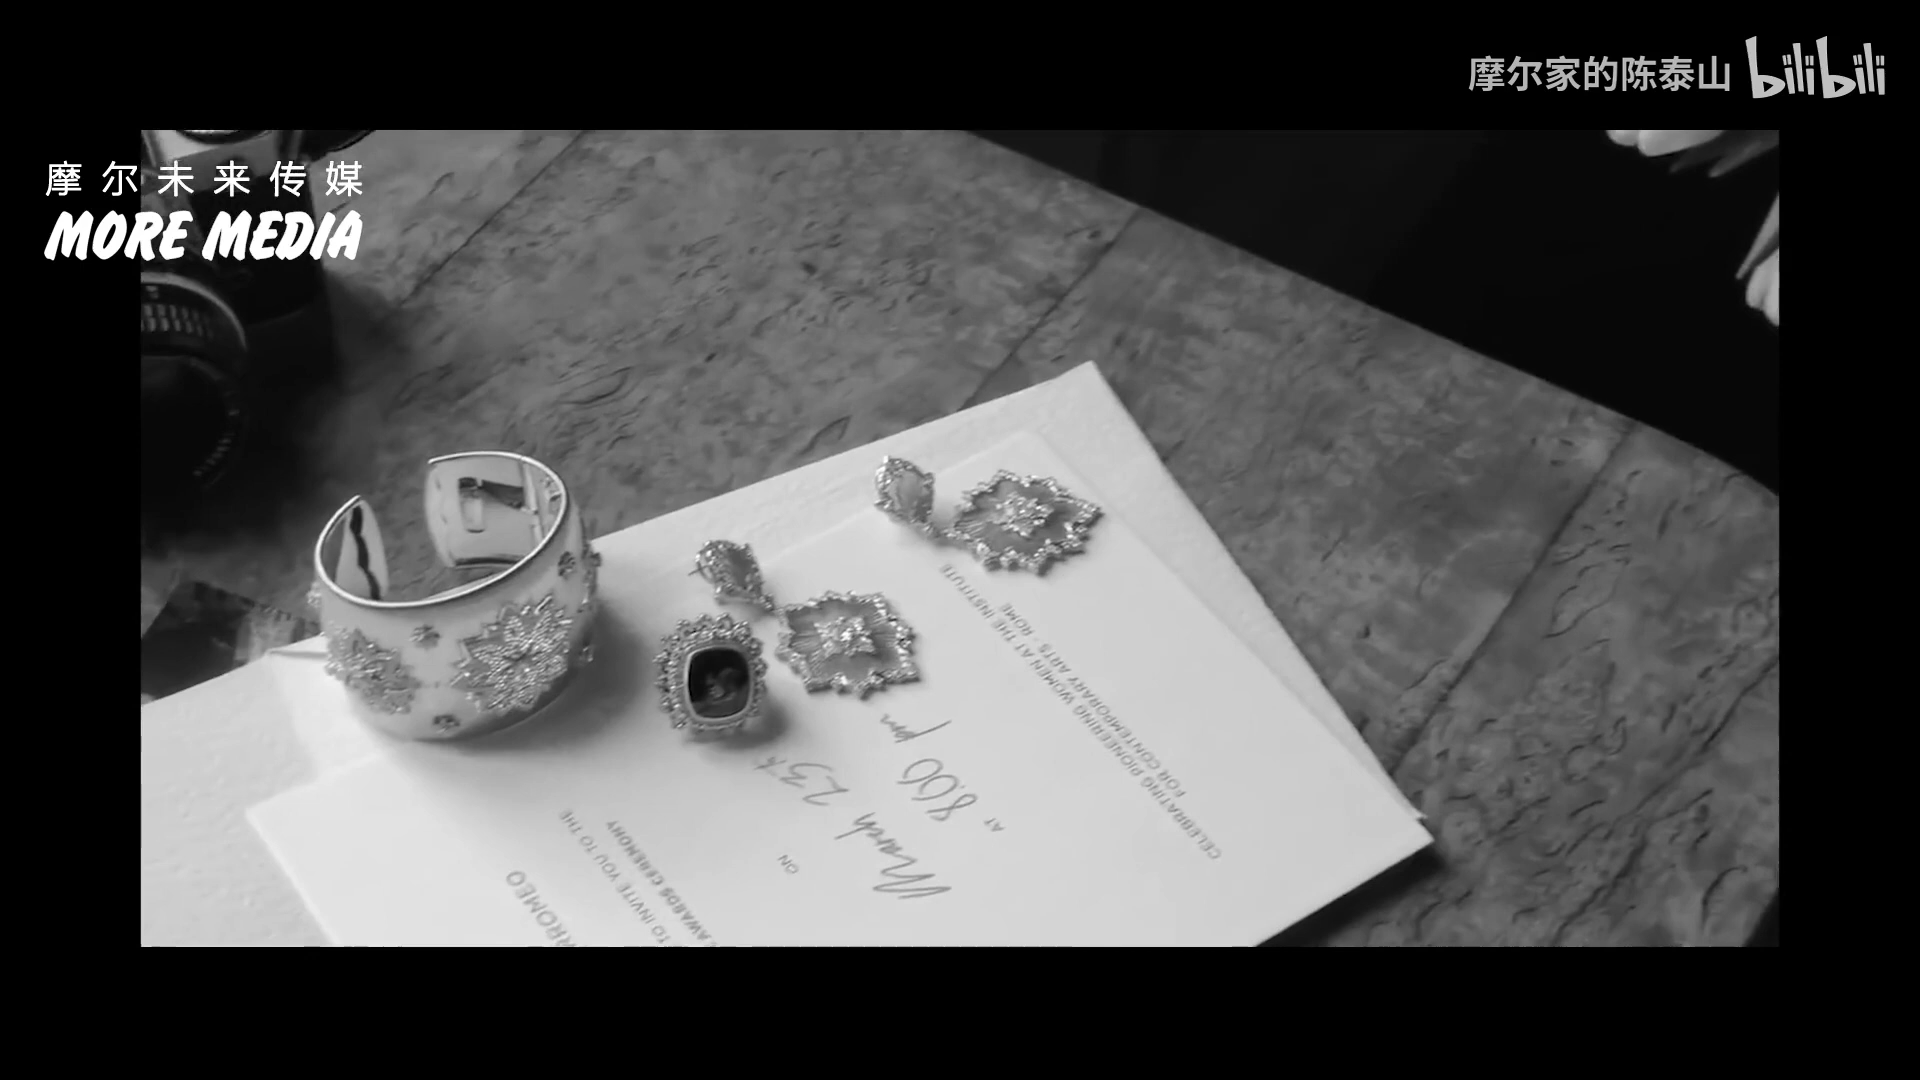 摩尔家的陈泰山 bilibili
摩尔未来传媒
MORE MEDIA
RROMEO
TO INVITE YOU TO THE
AWARDS CEREMONY
ON
March 23th
AT
8.00 pm
CELEBRATING PIONEERING WOMEN AT THE INSTITUTE
FOR CONTEMPORARY ARTS - ROME